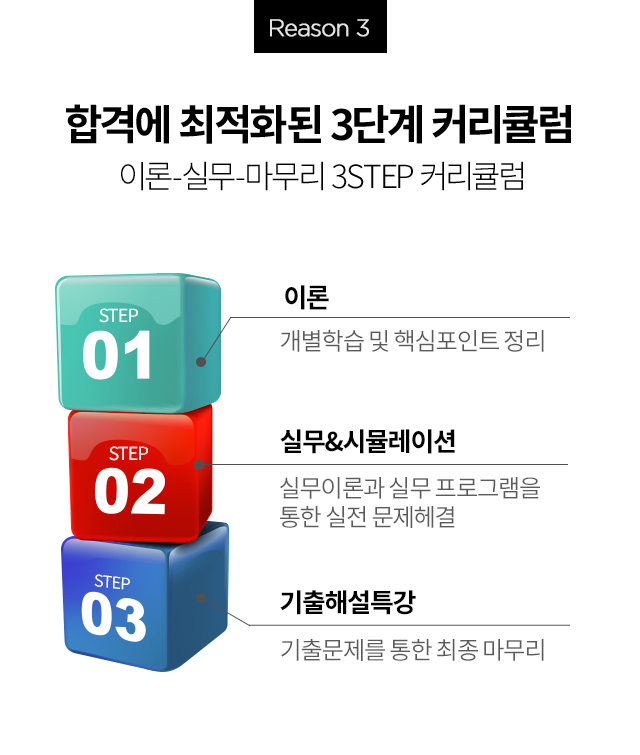 Reason 3
합격에 최적화된 3단계 커리큘럼
이론-실무-마무리 3STEP 커리큘럼
STEP
01
이론
개별학습 및 핵심포인트 정리
STEP
02
실무&시뮬레이션
실무이론과 실무 프로그램을
통한 실전 문제헤결
STEP
03
기출해설특강
기출문제를 통한 최종 마무리